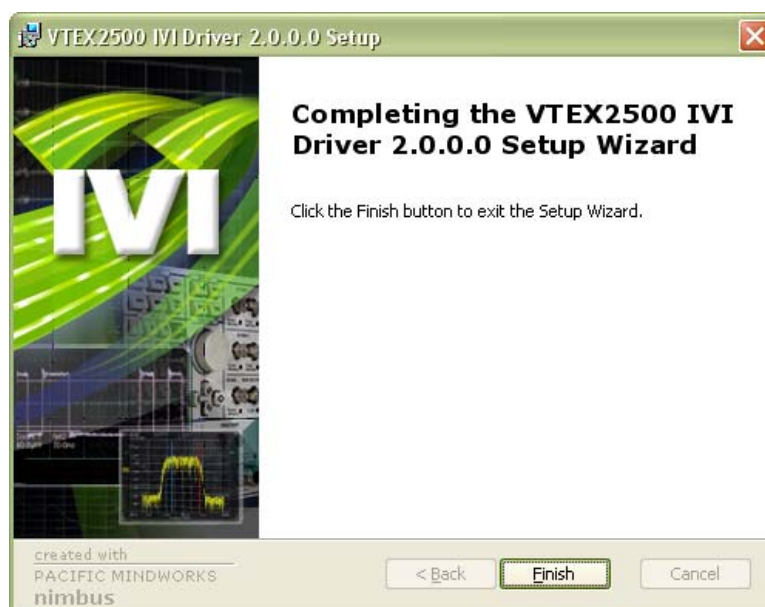 VTEX2500 IVI Driver 2.0.0.0 Setup
IVI
Completing the VTEX2500 IVI
Driver 2.0.0.0 Setup Wizard
Click the Finish button to exit the Setup Wizard.
created with
PACIFIC MINDWORKS
nimbus
< Back
Finish
Cancel